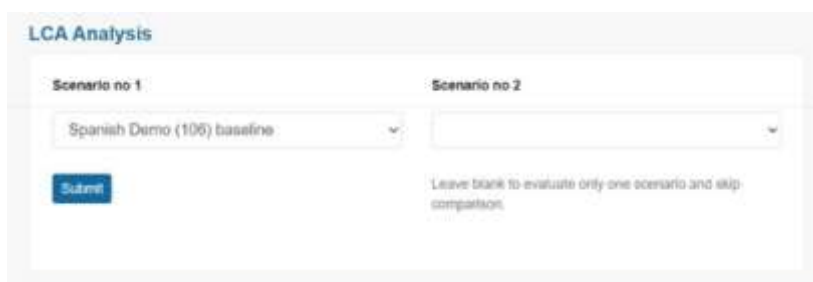 LCA Analysis
Scenario no 1
Scenario no 2
Spanish Demo (106) baseline
Submit
Leave blank to evaluate only one scenario and skip
comparison.